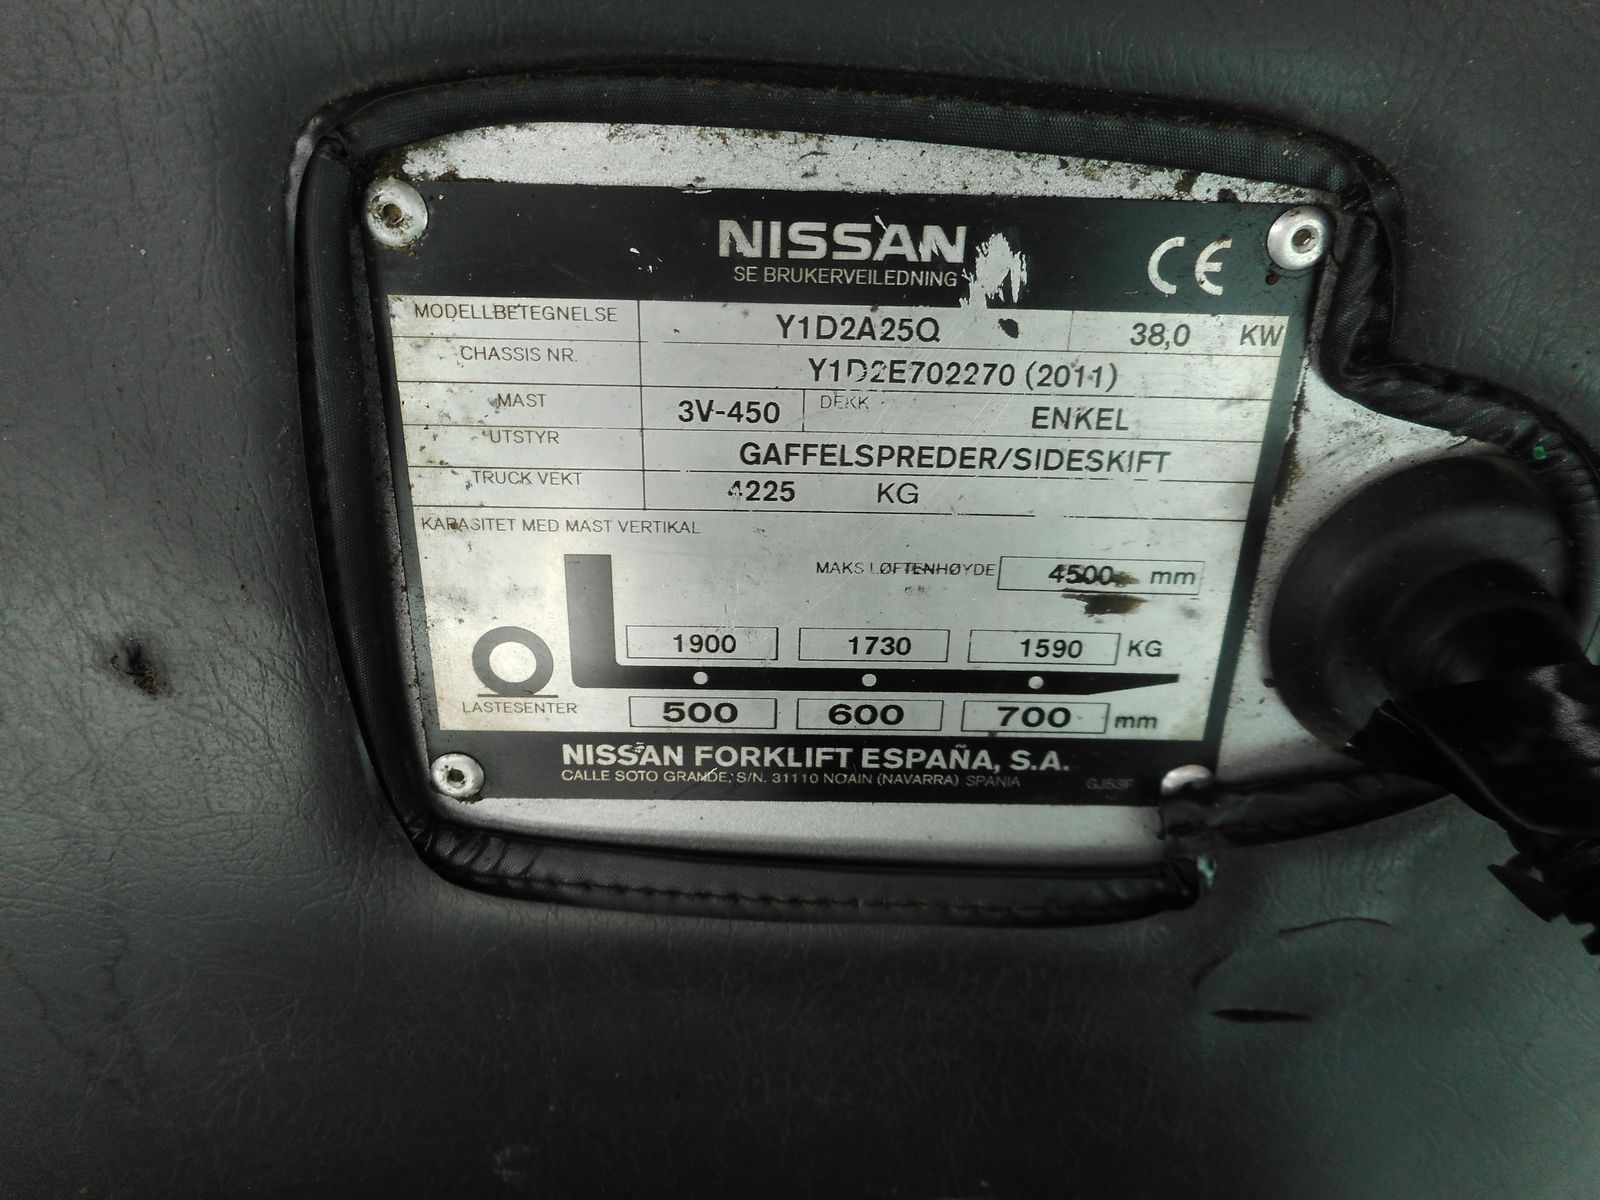 NISSAN
SE BRUKERVEILEDNING
CE
MODELLBETEGNELSE Y1D2A25Q 38,0 KW
CHASSIS NR. Y1D2E702270 (2011)
MAST 3V-450 DEKK ENKEL
UTSTYR GAFFELSPREDER/SIDESKIFT
TRUCK VEKT 4225 KG
KAPASITET MED MAST VERTIKAL
MAKS LØFTENHØYDE 4500 mm
1900 1730 1590 KG
LASTESENTER 500 600 700 mm
NISSAN FORKLIFT ESPAÑA, S.A.
CALLE SOTO GRANDE, S/N. 31110 NOAIN (NAVARRA) SPANIA GJ53F